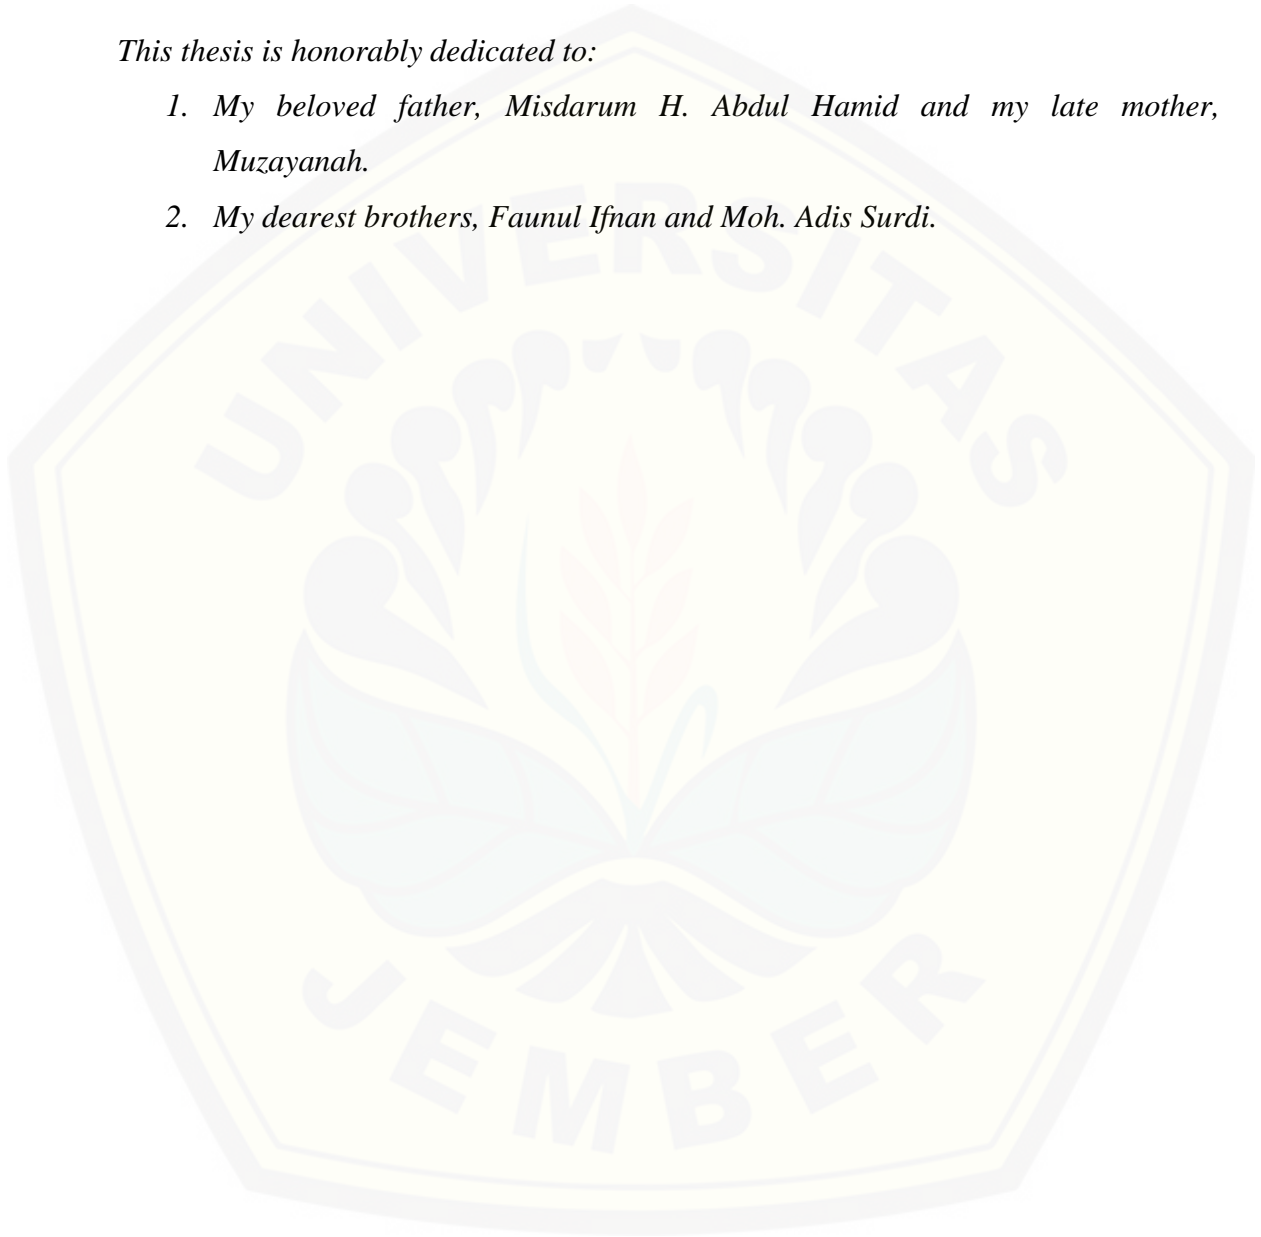 This thesis is honorably dedicated to:
1. My beloved father, Misdarum H. Abdul Hamid and my late mother,
Muzayanah.
2. My dearest brothers, Faunul Ifnan and Moh. Adis Surdi.
UNIVERSITAS
JEMBER